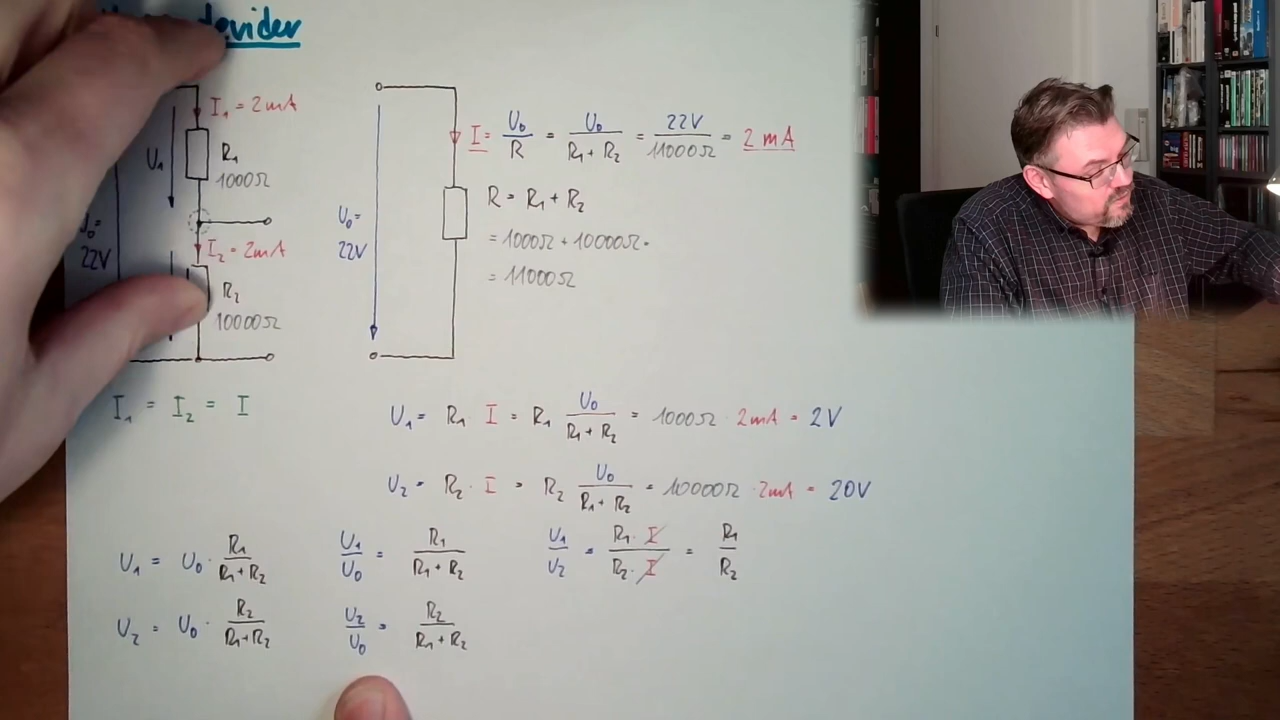 devider
I₁ = 2mA
U₁
R₁
1000Ω
I₂ = 2mA
U₀ =
22V
R₂
10000Ω
U₀ =
22V
I = U₀/R = U₀/(R₁ + R₂) = 22V/11000Ω = 2 mA
R = R₁ + R₂
= 1000Ω + 10000Ω
= 11000Ω
I₁ = I₂ = I
U₁ = R₁ I = R₁ U₀/(R₁ + R₂) = 1000Ω · 2mA = 2V
U₂ = R₂ · I = R₂ U₀/(R₁ + R₂) = 10000Ω · 2mA = 20V
U₁ = U₀ · R₁/(R₁ + R₂)
U₁/U₀ = R₁/(R₁ + R₂)
U₁/U₂ = R₁ · I/R₂ · I = R₁/R₂
U₂ = U₀ · R₂/(R₁ + R₂)
U₂/U₀ = R₂/(R₁ + R₂)